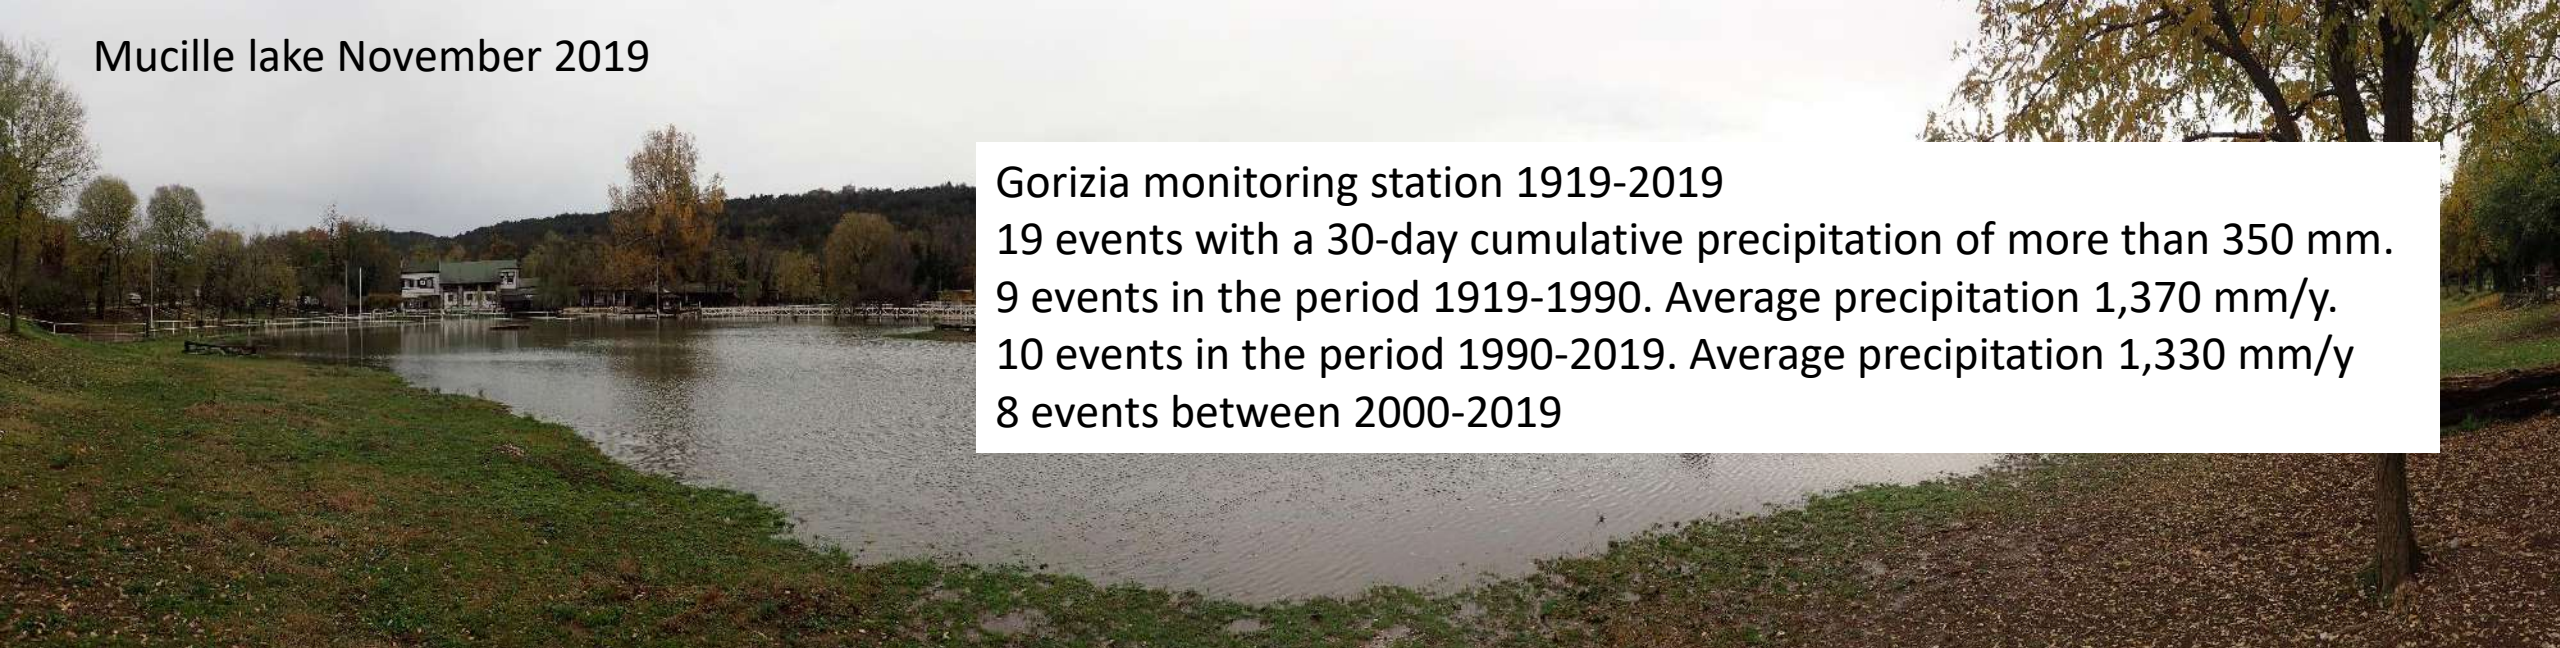 Mucille lake November 2019
Gorizia monitoring station 1919-2019
19 events with a 30-day cumulative precipitation of more than 350 mm.
9 events in the period 1919-1990. Average precipitation 1,370 mm/y.
10 events in the period 1990-2019. Average precipitation 1,330 mm/y
8 events between 2000-2019